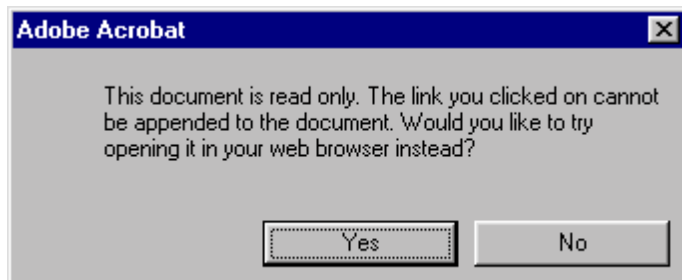 Adobe Acrobat
This document is read only. The link you clicked on cannot
be appended to the document. Would you like to try
opening it in your web browser instead?
Yes
No